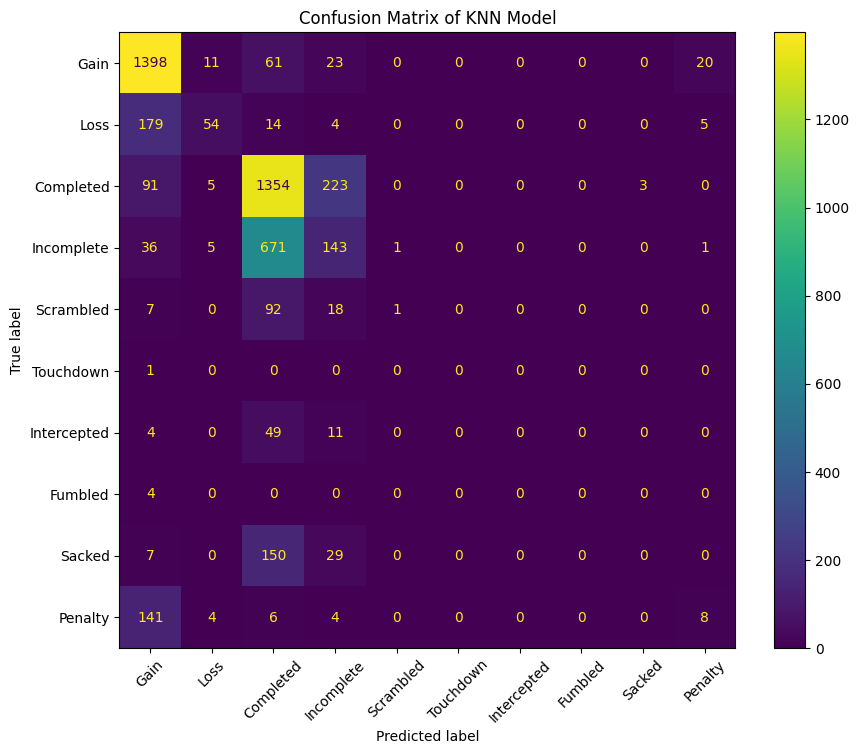 Confusion Matrix of KNN Model
Gain 1398 11 61 23 0 0 0 0 0 20
Loss 179 54 14 4 0 0 0 0 0 5
Completed 91 5 1354 223 0 0 0 0 3 0
Incomplete 36 5 671 143 1 0 0 0 0 1
Scrambled 7 0 92 18 1 0 0 0 0 0
Touchdown 1 0 0 0 0 0 0 0 0 0
Intercepted 4 0 49 11 0 0 0 0 0 0
Fumbled 4 0 0 0 0 0 0 0 0 0
Sacked 7 0 150 29 0 0 0 0 0 0
Penalty 141 4 6 4 0 0 0 0 0 8
True label
Gain Loss Completed Incomplete Scrambled Touchdown Intercepted Fumbled Sacked Penalty
Predicted label
1200
1000
800
600
400
200
0